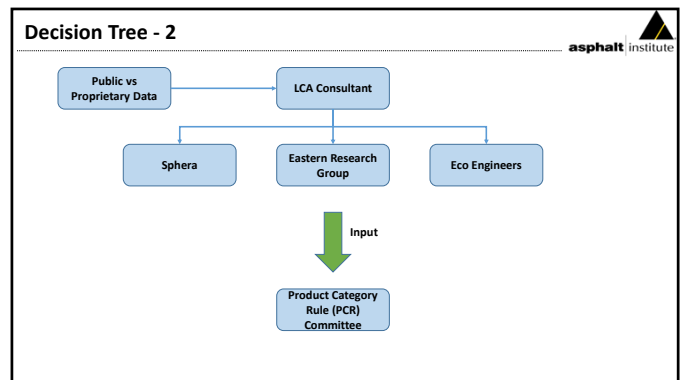 Decision Tree - 2
asphalt institute
Public vs
Proprietary Data
LCA Consultant
Sphera
Eastern Research
Group
Eco Engineers
Input
Product Category
Rule (PCR)
Committee